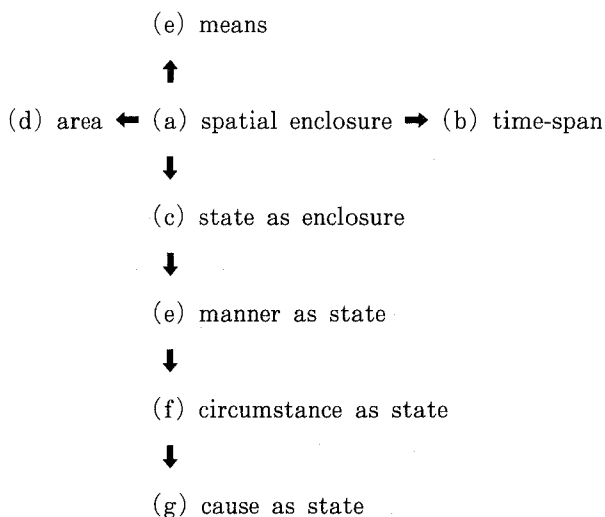 (e) means
(d) area ← (a) spatial enclosure → (b) time-span
(c) state as enclosure
(e) manner as state
(f) circumstance as state
(g) cause as state